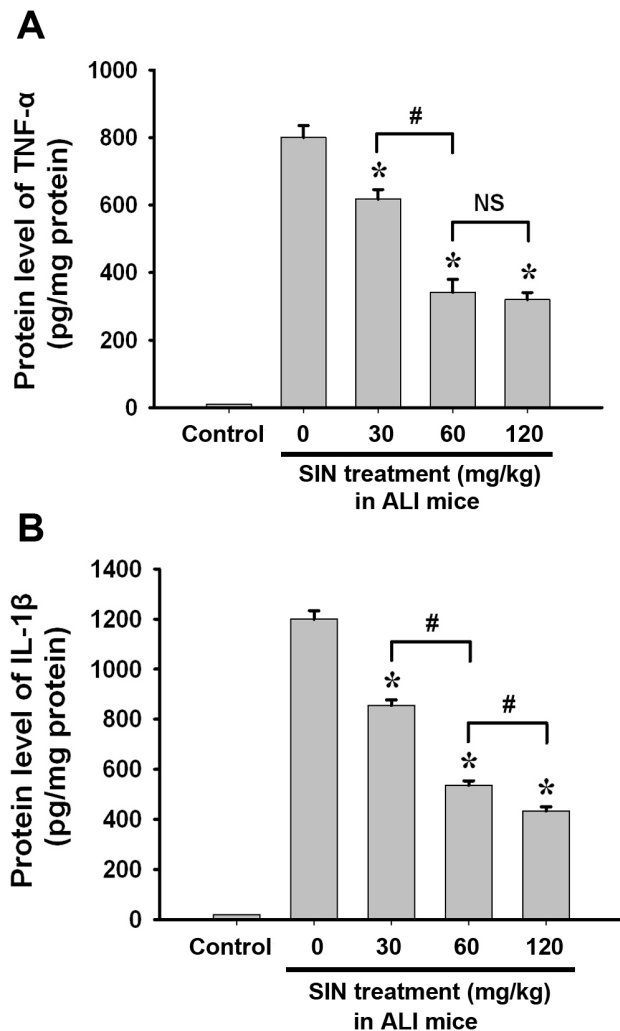 A
Protein level of TNF-α
(pg/mg protein)
1000
800
600
400
200
0
#
*
NS
*
*
Control 0 30 60 120
SIN treatment (mg/kg)
in ALI mice
B
Protein level of IL-1β
(pg/mg protein)
1400
1200
1000
800
600
400
200
0
#
*
#
*
*
Control 0 30 60 120
SIN treatment (mg/kg)
in ALI mice